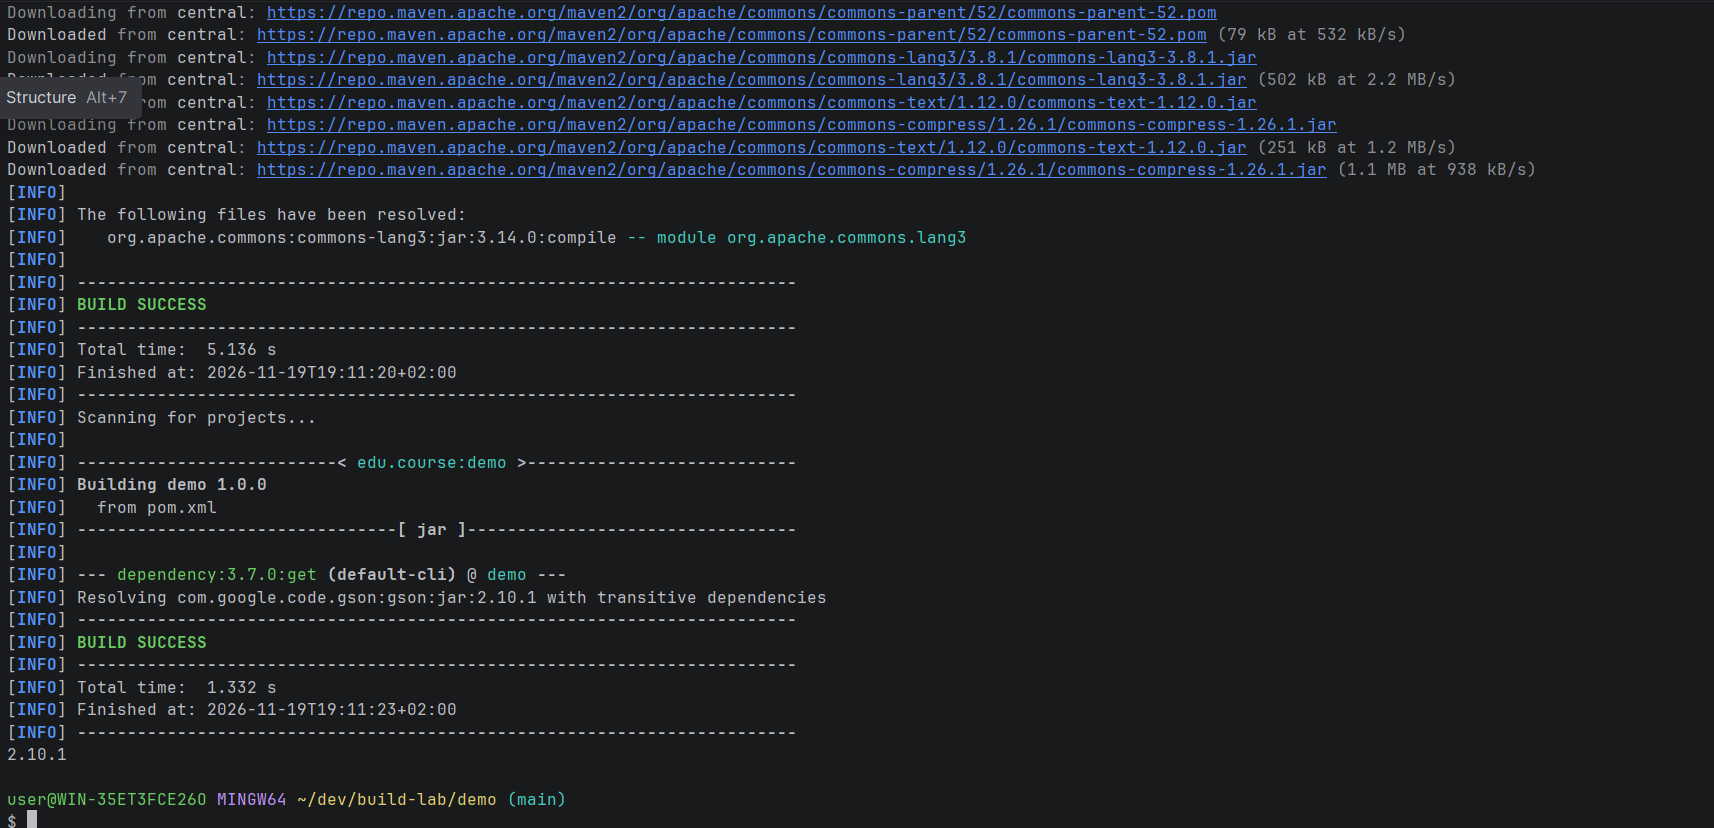 Downloading from central: https://repo.maven.apache.org/maven2/org/apache/commons/commons-parent/52/commons-parent-52.pom
Downloaded from central: https://repo.maven.apache.org/maven2/org/apache/commons/commons-parent/52/commons-parent-52.pom (79 kB at 532 kB/s)
Downloading from central: https://repo.maven.apache.org/maven2/org/apache/commons/commons-lang3/3.8.1/commons-lang3-3.8.1.jar
Downloaded from central: https://repo.maven.apache.org/maven2/org/apache/commons/commons-lang3/3.8.1/commons-lang3-3.8.1.jar (502 kB at 2.2 MB/s)
Structure Alt+7
rom central: https://repo.maven.apache.org/maven2/org/apache/commons/commons-text/1.12.0/commons-text-1.12.0.jar
Downloading from central: https://repo.maven.apache.org/maven2/org/apache/commons/commons-compress/1.26.1/commons-compress-1.26.1.jar
Downloaded from central: https://repo.maven.apache.org/maven2/org/apache/commons/commons-text/1.12.0/commons-text-1.12.0.jar (251 kB at 1.2 MB/s)
Downloaded from central: https://repo.maven.apache.org/maven2/org/apache/commons/commons-compress/1.26.1/commons-compress-1.26.1.jar (1.1 MB at 938 kB/s)
[INFO]
[INFO] The following files have been resolved:
[INFO]    org.apache.commons:commons-lang3:jar:3.14.0:compile -- module org.apache.commons.lang3
[INFO]
[INFO] ------------------------------------------------------------------------
[INFO] BUILD SUCCESS
[INFO] ------------------------------------------------------------------------
[INFO] Total time:  5.136 s
[INFO] Finished at: 2026-11-19T19:11:20+02:00
[INFO] ------------------------------------------------------------------------
[INFO] Scanning for projects...
[INFO]
[INFO] --------------------------< edu.course:demo >---------------------------
[INFO] Building demo 1.0.0
[INFO]   from pom.xml
[INFO] --------------------------------[ jar ]---------------------------------
[INFO]
[INFO] --- dependency:3.7.0:get (default-cli) @ demo ---
[INFO] Resolving com.google.code.gson:gson:jar:2.10.1 with transitive dependencies
[INFO] ------------------------------------------------------------------------
[INFO] BUILD SUCCESS
[INFO] ------------------------------------------------------------------------
[INFO] Total time:  1.332 s
[INFO] Finished at: 2026-11-19T19:11:23+02:00
[INFO] ------------------------------------------------------------------------
2.10.1
user@WIN-35ET3FCE26O MINGW64 ~/dev/build-lab/demo (main)
$